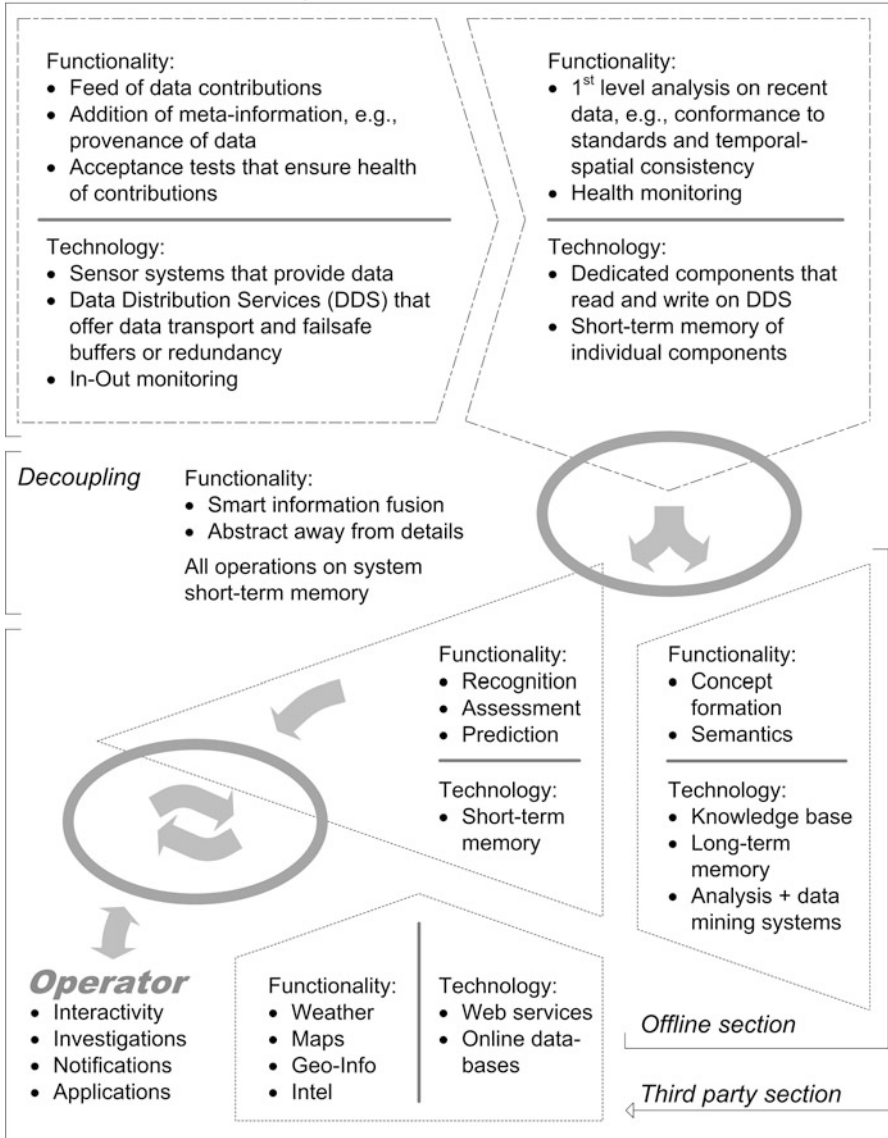 Functionality:
• Feed of data contributions
• Addition of meta-information, e.g.,
provenance of data
• Acceptance tests that ensure health
of contributions
Technology:
• Sensor systems that provide data
• Data Distribution Services (DDS) that
offer data transport and failsafe
buffers or redundancy
• In-Out monitoring
Functionality:
• 1st level analysis on recent
data, e.g., conformance to
standards and temporal-
spatial consistency
• Health monitoring
Technology:
• Dedicated components that
read and write on DDS
• Short-term memory of
individual components
Decoupling
Functionality:
• Smart information fusion
• Abstract away from details
All operations on system
short-term memory
Functionality:
• Recognition
• Assessment
• Prediction
Technology:
• Short-term
memory
Functionality:
• Concept
formation
• Semantics
Technology:
• Knowledge base
• Long-term
memory
• Analysis + data
mining systems
Operator
• Interactivity
• Investigations
• Notifications
• Applications
Functionality:
• Weather
• Maps
• Geo-Info
• Intel
Technology:
• Web services
• Online data-
bases
Offline section
Third party section